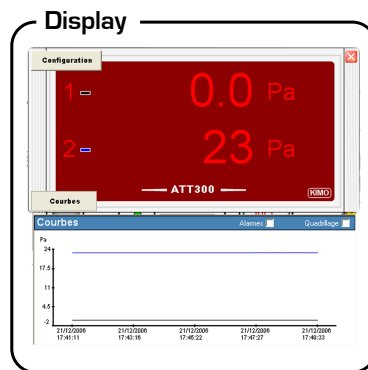 Display
Configuration
1 0.0 Pa
2 23 Pa
ATT300
KIMO
Courbes
Courbes Alarmes Quadrillage
Pa
24
17.5
11
4.5
-2
21/12/2006 21/12/2006 21/12/2006 21/12/2006 21/12/2006
17:41:11 17:43:16 17:45:22 17:47:27 17:49:33